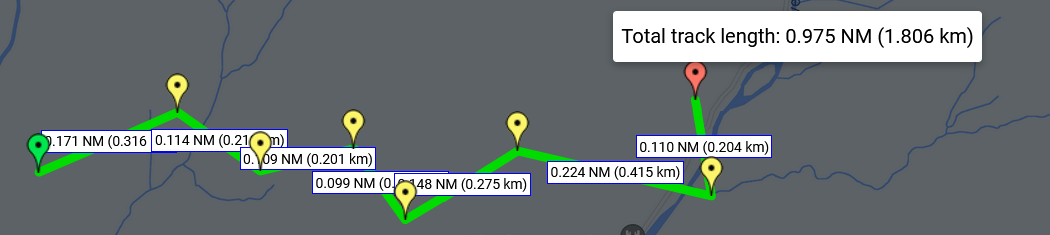 Total track length: 0.975 NM (1.806 km)
0.171 NM (0.316
0.114 NM (0.21
m)
0.
09 NM (0.201 km)
0.110 NM (0.204 km)
0.099 NM (0.
148 NM (0.275 km)
0.224 NM (0.415 km)